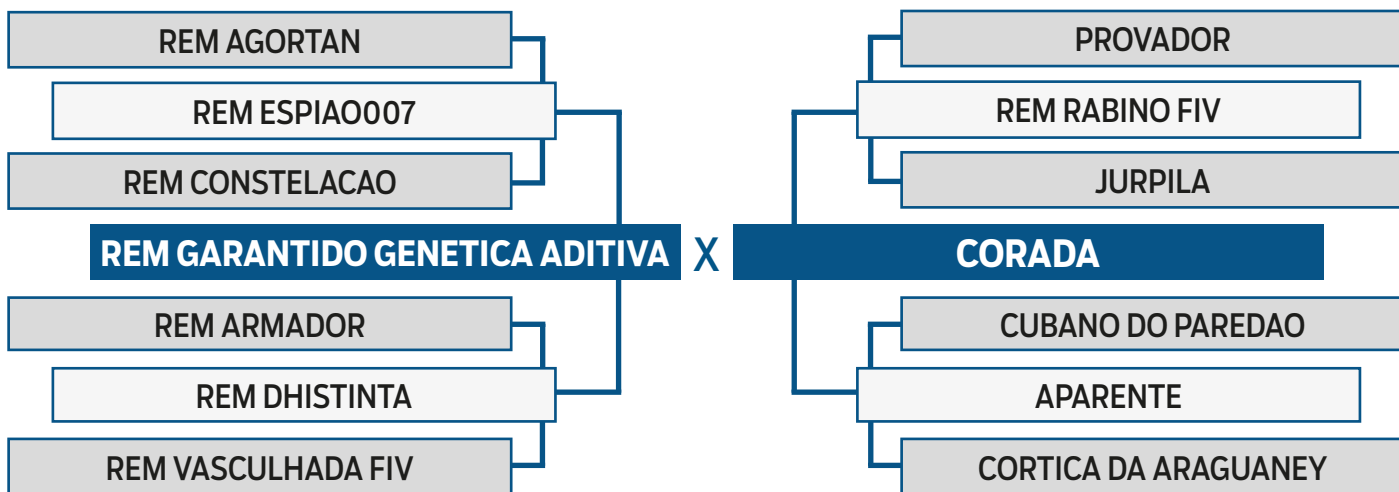 REM AGORTAN
REM ESPIAO007
REM CONSTELACAO
REM GARANTIDO GENETICA ADITIVA
REM ARMADOR
REM DHISTINTA
REM VASCULHADA FIV
X
PROVADOR
REM RABINO FIV
JURPILA
CORADA
CUBANO DO PAREDAO
APARENTE
CORTICA DA ARAGUANEY